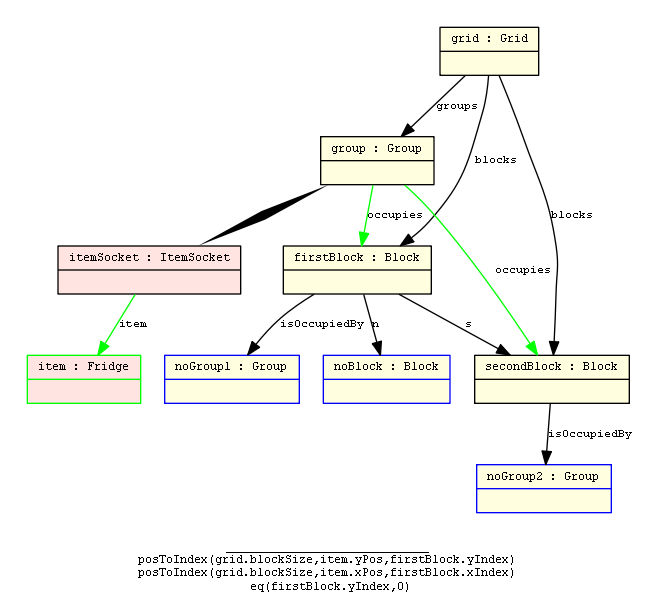 grid : Grid
groups
group : Group
blocks
occupies
blocks
itemSocket : ItemSocket
firstBlock : Block
occupies
item
isOccupiedBy
n
s
item : Fridge
noGroup1 : Group
noBlock : Block
secondBlock : Block
isOccupiedBy
noGroup2 : Group
posToIndex(grid.blockSize,item.yPos,firstBlock.yIndex)
posToIndex(grid.blockSize,item.xPos,firstBlock.xIndex)
eq(firstBlock.yIndex,0)